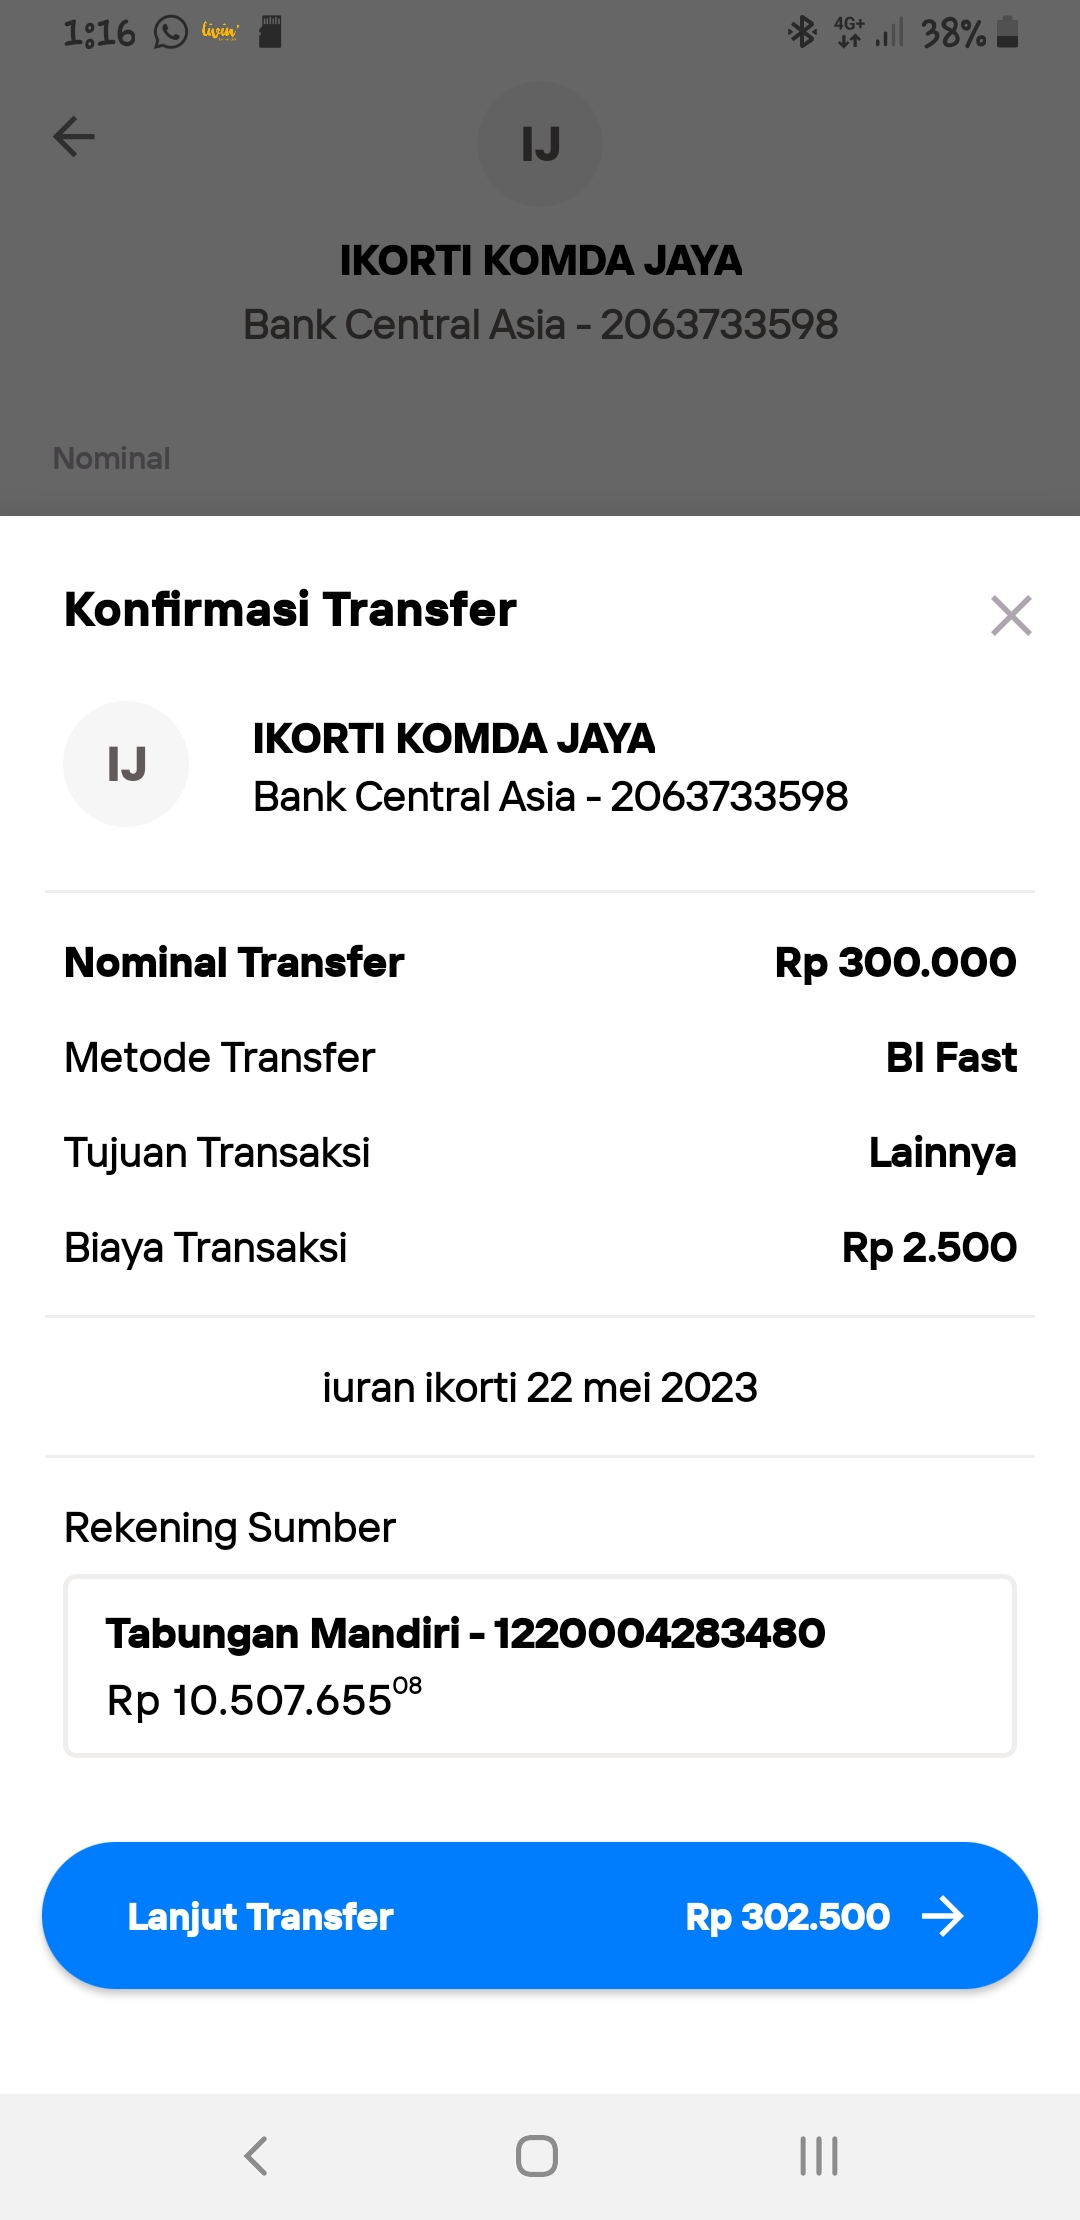 1:16 livin' 4G+ 38%
IJ
IKORTI KOMDA JAYA
Bank Central Asia - 2063733598
Nominal
Konfirmasi Transfer
IJ
IKORTI KOMDA JAYA
Bank Central Asia - 2063733598
Nominal Transfer Rp 300.000
Metode Transfer BI Fast
Tujuan Transaksi Lainnya
Biaya Transaksi Rp 2.500
iuran ikorti 22 mei 2023
Rekening Sumber
Tabungan Mandiri - 1220004283480
Rp 10.507.655⁰⁸
Lanjut Transfer Rp 302.500